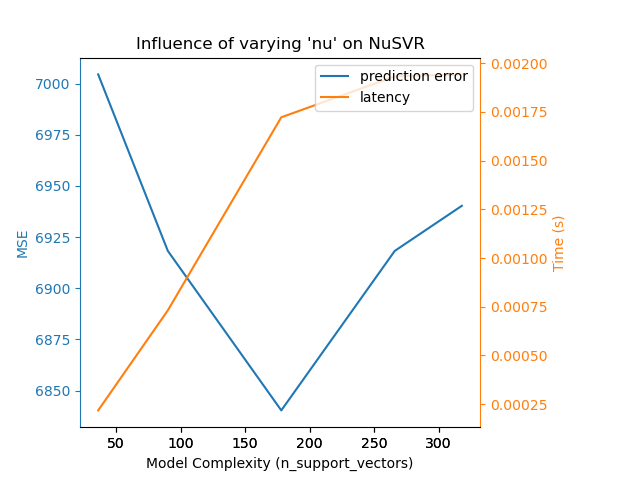 Influence of varying 'nu' on NuSVR
prediction error
latency
7000
6975
6950
6925
6900
6875
6850
MSE
0.00200
0.00175
0.00150
0.00125
0.00100
0.00075
0.00050
0.00025
Time (s)
50 100 150 200 250 300
Model Complexity (n_support_vectors)